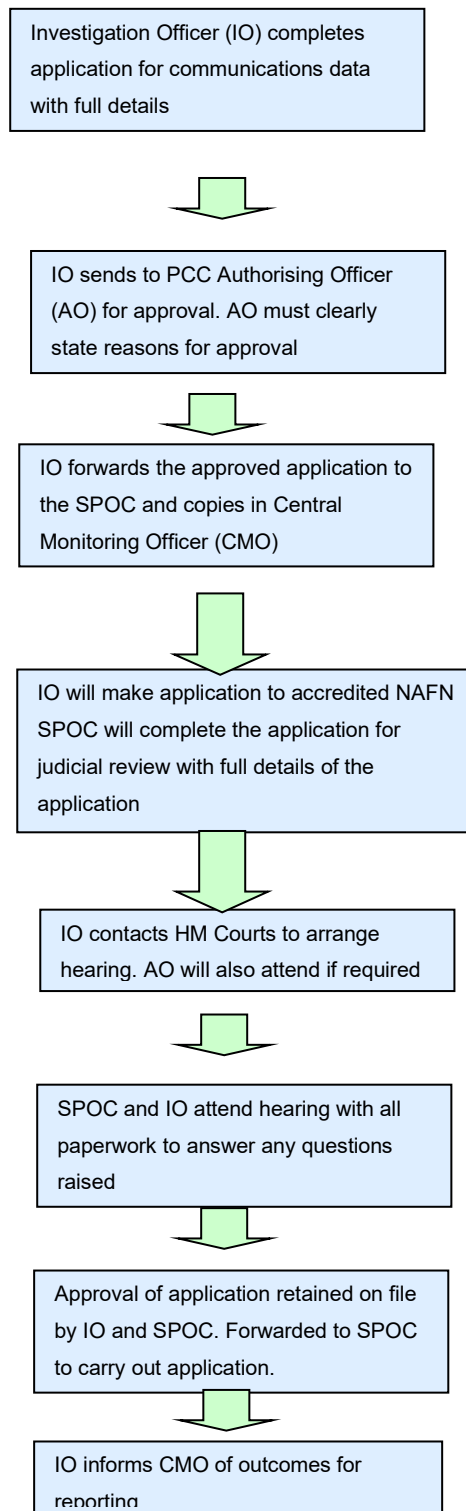 Investigation Officer (IO) completes
application for communications data
with full details
IO sends to PCC Authorising Officer
(AO) for approval. AO must clearly
state reasons for approval
IO forwards the approved application to
the SPOC and copies in Central
Monitoring Officer (CMO)
IO will make application to accredited NAFN
SPOC will complete the application for
judicial review with full details of the
application
IO contacts HM Courts to arrange
hearing. AO will also attend if required
SPOC and IO attend hearing with all
paperwork to answer any questions
raised
Approval of application retained on file
by IO and SPOC. Forwarded to SPOC
to carry out application.
IO informs CMO of outcomes for
reporting